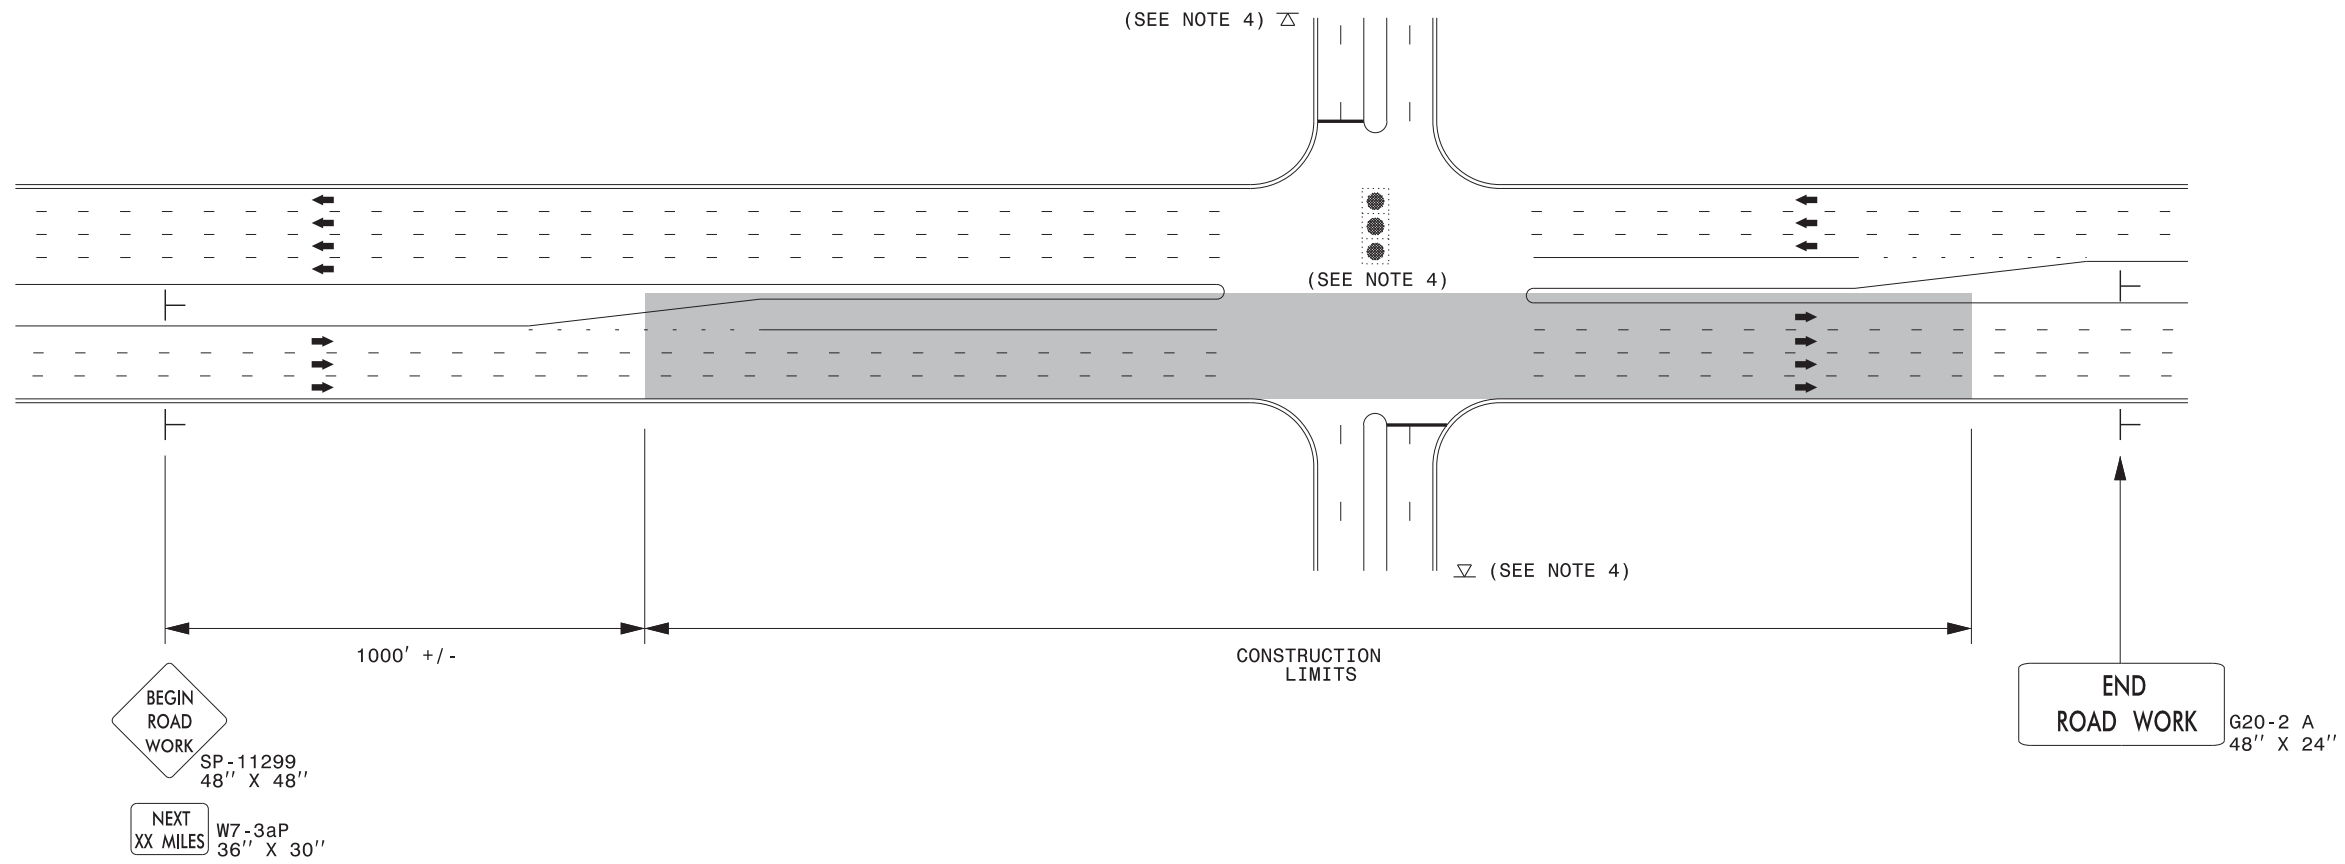 (SEE NOTE 4)
(SEE NOTE 4)
(SEE NOTE 4)
1000' +/-
CONSTRUCTION
LIMITS
BEGIN
ROAD
WORK
SP-11299
48'' X 48''
NEXT
XX MILES
W7-3aP
36'' X 30''
END
ROAD WORK
G20-2 A
48'' X 24''